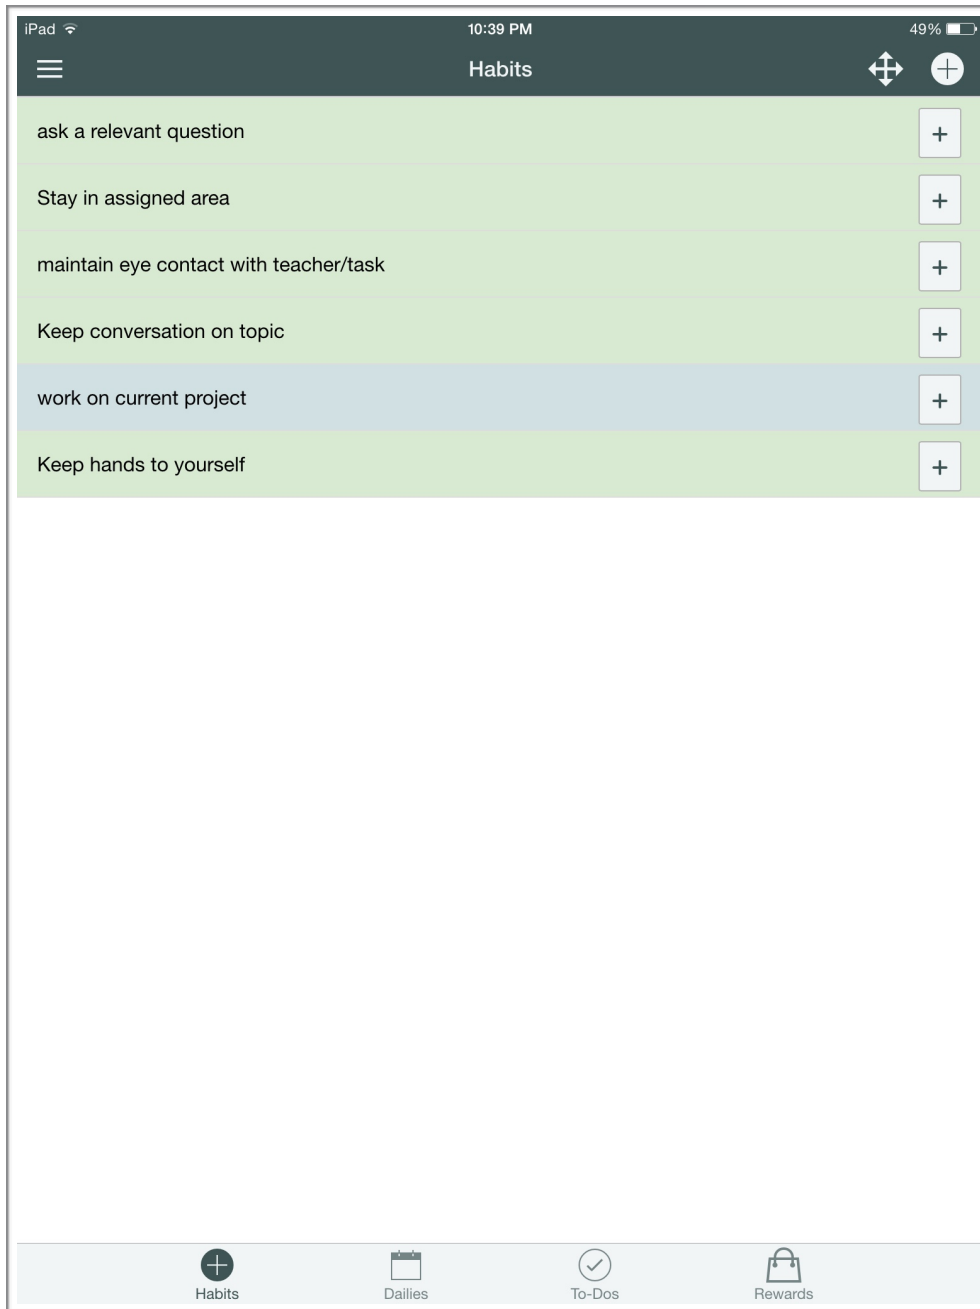 iPad 10:39 PM 49%
Habits
ask a relevant question
Stay in assigned area
maintain eye contact with teacher/task
Keep conversation on topic
work on current project
Keep hands to yourself
Habits Dailies To-Dos Rewards